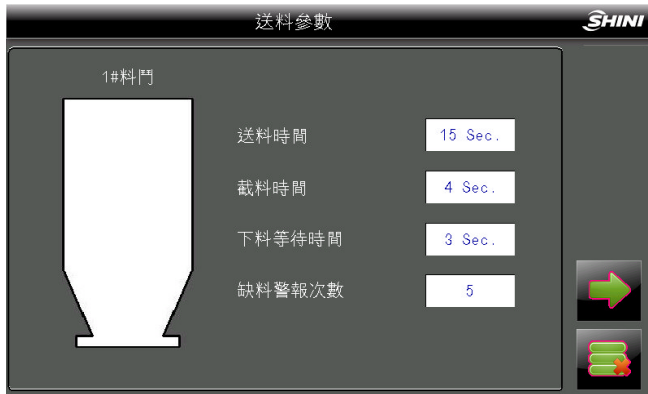 送料參數
SHINI
1#料鬥
送料時間 15 Sec.
截料時間 4 Sec.
下料等待時間 3 Sec.
缺料警報次數 5